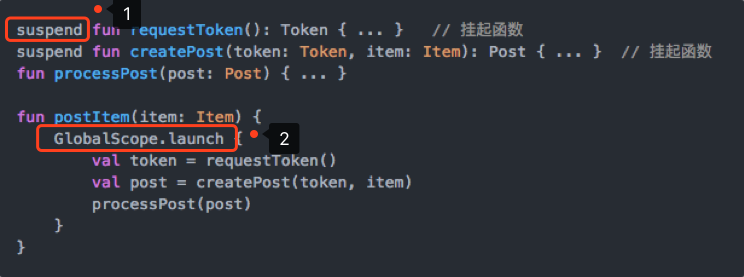 1
suspend fun requestToken(): Token { ... }   // 挂起函数
suspend fun createPost(token: Token, item: Item): Post { ... }  // 挂起函数
fun processPost(post: Post) { ... }
fun postItem(item: Item) {
    GlobalScope.launch {
2
        val token = requestToken()
        val post = createPost(token, item)
        processPost(post)
    }
}